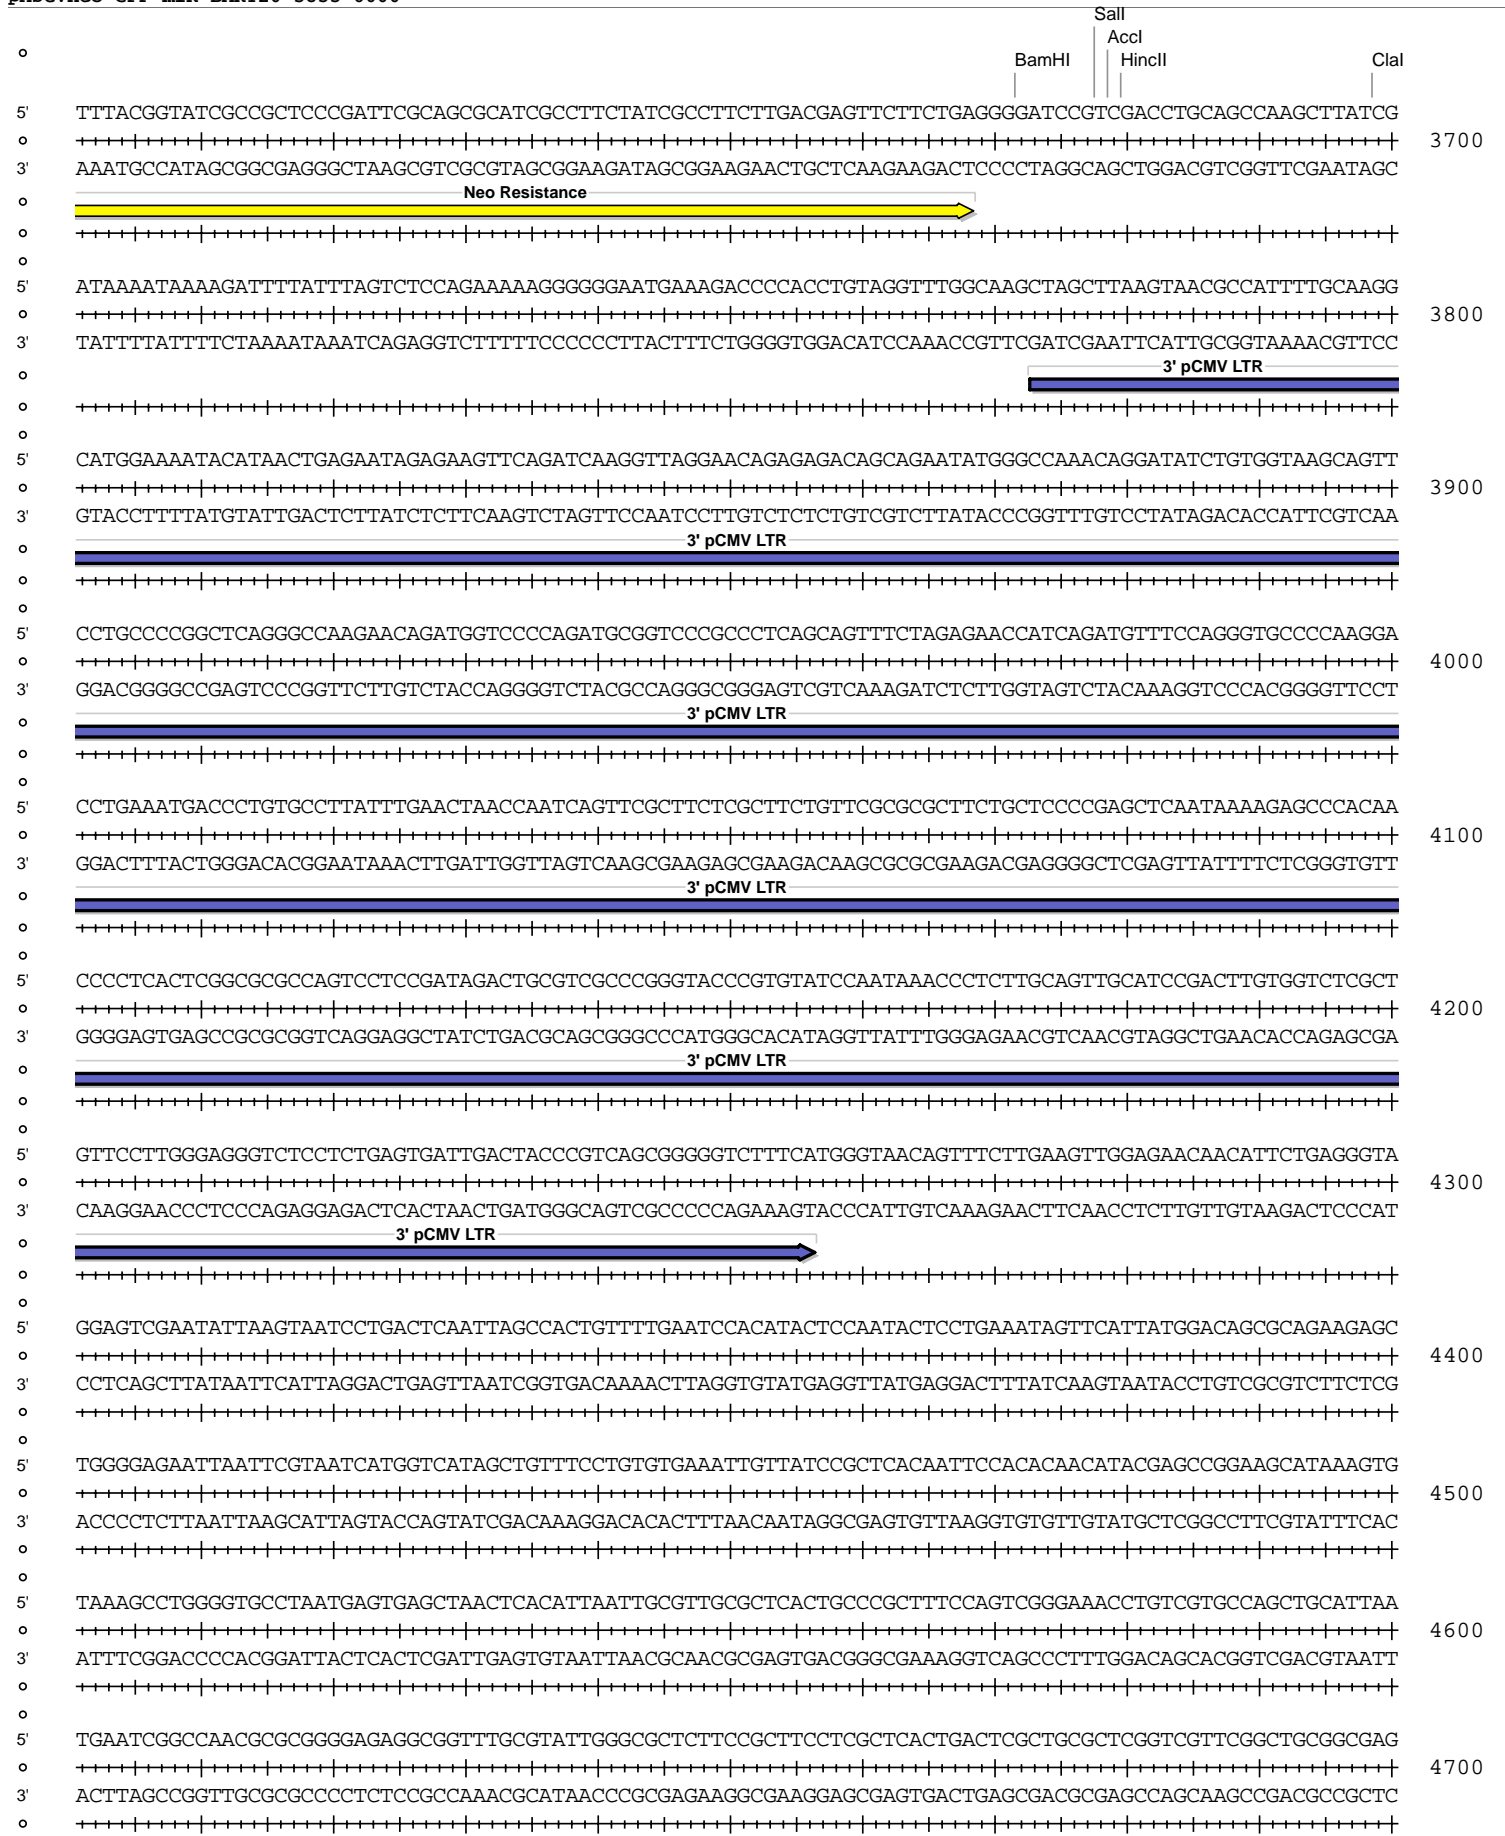 SalI
AccI
BamHI HincII ClaI
5' TTTACGGTATCGCCGCTCCCGATTCGCAGCGCATCGCCTTCTATCGCCTTCTTGACGAGTTCTTCTGAGGGGATCCGTCGACCTGCAGCCAAGCTTATCG
3700
3' AAATGCCATAGCGGCGAGGGCTAAGCGTCGCGTAGCGGAAGATAGCGGAAGAACTGCTCAAGAAGACTCCCCTAGGCAGCTGGACGTCGGTTCGAATAGC
Neo Resistance
5' ATAAAATAAAAGATTTTATTTAGTCTCCAGAAAAAGGGGGGAATGAAAGACCCCACCTGTAGGTTTGGCAAGCTAGCTTAAGTAACGCCATTTTGCAAGG
3800
3' TATTTTATTTTCTAAAATAAATCAGAGGTCTTTTTCCCCCCTTACTTTCTGGGGTGGACATCCAAACCGTTCGATCGAATTCATTGCGGTAAAACGTTCC
3' pCMV LTR
5' CATGGAAAATACATAACTGAGAATAGAGAAGTTCAGATCAAGGTTAGGAACAGAGAGACAGCAGAATATGGGCCAAACAGGATATCTGTGGTAAGCAGTT
3900
3' GTACCTTTTATGTATTGACTCTTATCTCTTCAAGTCTAGTTCCAATCCTTGTCTCTCTGTCGTCTTATACCCGGTTTGTCCTATAGACACCATTCGTCAA
3' pCMV LTR
5' CCTGCCCCGGCTCAGGGCCAAGAACAGATGGTCCCCAGATGCGGTCCCGCCCTCAGCAGTTTCTAGAGAACCATCAGATGTTTCCAGGGTGCCCCAAGGA
4000
3' GGACGGGGCCGAGTCCCGGTTCTTGTCTACCAGGGGTCTACGCCAGGGCGGGAGTCGTCAAAGATCTCTTGGTAGTCTACAAAGGTCCCACGGGGTTCCT
3' pCMV LTR
5' CCTGAAATGACCCTGTGCCTTATTTGAACTAACCAATCAGTTCGCTTCTCGCTTCTGTTCGCGCGCTTCTGCTCCCCGAGCTCAATAAAAGAGCCCACAA
4100
3' GGACTTTACTGGGACACGGAATAAACTTGATTGGTTAGTCAAGCGAAGAGCGAAGACAAGCGCGCGAAGACGAGGGGCTCGAGTTATTTTCTCGGGTGTT
3' pCMV LTR
5' CCCCTCACTCGGCGCGCCAGTCCTCCGATAGACTGCGTCGCCCGGGTACCCGTGTATCCAATAAACCCTCTTGCAGTTGCATCCGACTTGTGGTCTCGCT
4200
3' GGGGAGTGAGCCGCGCGGTCAGGAGGCTATCTGACGCAGCGGGCCCATGGGCACATAGGTTATTTGGGAGAACGTCAACGTAGGCTGAACACCAGAGCGA
3' pCMV LTR
5' GTTCCTTGGGAGGGTCTCCTCTGAGTGATTGACTACCCGTCAGCGGGGGTCTTTCATGGGTAACAGTTTCTTGAAGTTGGAGAACAACATTCTGAGGGTA
4300
3' CAAGGAACCCTCCCAGAGGAGACTCACTAACTGATGGGCAGTCGCCCCCAGAAAGTACCCATTGTCAAAGAACTTCAACCTCTTGTTGTAAGACTCCCAT
3' pCMV LTR
5' GGAGTCGAATATTAAGTAATCCTGACTCAATTAGCCACTGTTTTGAATCCACATACTCCAATACTCCTGAAATAGTTCATTATGGACAGCGCAGAAGAGC
4400
3' CCTCAGCTTATAATTCATTAGGACTGAGTTAATCGGTGACAAAACTTAGGTGTATGAGGTTATGAGGACTTTATCAAGTAATACCTGTCGCGTCTTCTCG
5' TGGGGAGAATTAATTCGTAATCATGGTCATAGCTGTTTCCTGTGTGAAATTGTTATCCGCTCACAATTCCACACAACATACGAGCCGGAAGCATAAAGTG
4500
3' ACCCCTCTTAATTAAGCATTAGTACCAGTATCGACAAAGGACACACTTTAACAATAGGCGAGTGTTAAGGTGTGTTGTATGCTCGGCCTTCGTATTTCAC
5' TAAAGCCTGGGGTGCCTAATGAGTGAGCTAACTCACATTAATTGCGTTGCGCTCACTGCCCGCTTTCCAGTCGGGAAACCTGTCGTGCCAGCTGCATTAA
4600
3' ATTTCGGACCCCACGGATTACTCACTCGATTGAGTGTAATTAACGCAACGCGAGTGACGGGCGAAAGGTCAGCCCTTTGGACAGCACGGTCGACGTAATT
5' TGAATCGGCCAACGCGCGGGGAGAGGCGGTTTGCGTATTGGGCGCTCTTCCGCTTCCTCGCTCACTGACTCGCTGCGCTCGGTCGTTCGGCTGCGGCGAG
4700
3' ACTTAGCCGGTTGCGCGCCCCTCTCCGCCAAACGCATAACCCGCGAGAAGGCGAAGGAGCGAGTGACTGAGCGACGCGAGCCAGCAAGCCGACGCCGCTC